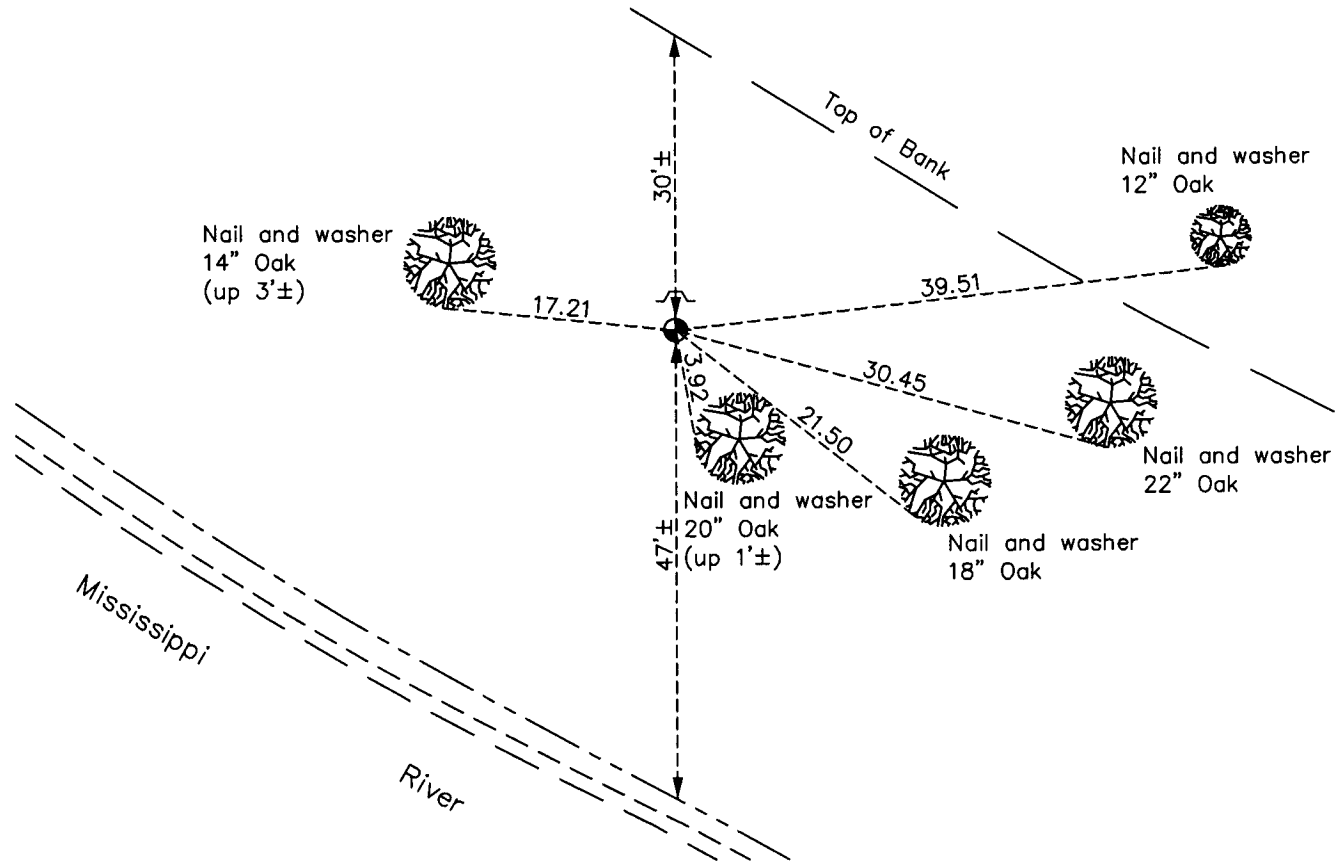 Top of Bank
Nail and washer
12" Oak
30'±
Nail and washer
14" Oak
(up 3'±)
39.51
17.21
30.45
3.92
21.50
Nail and washer
22" Oak
Nail and washer
20" Oak
(up 1'±)
47'±
Nail and washer
18" Oak
Mississippi
River